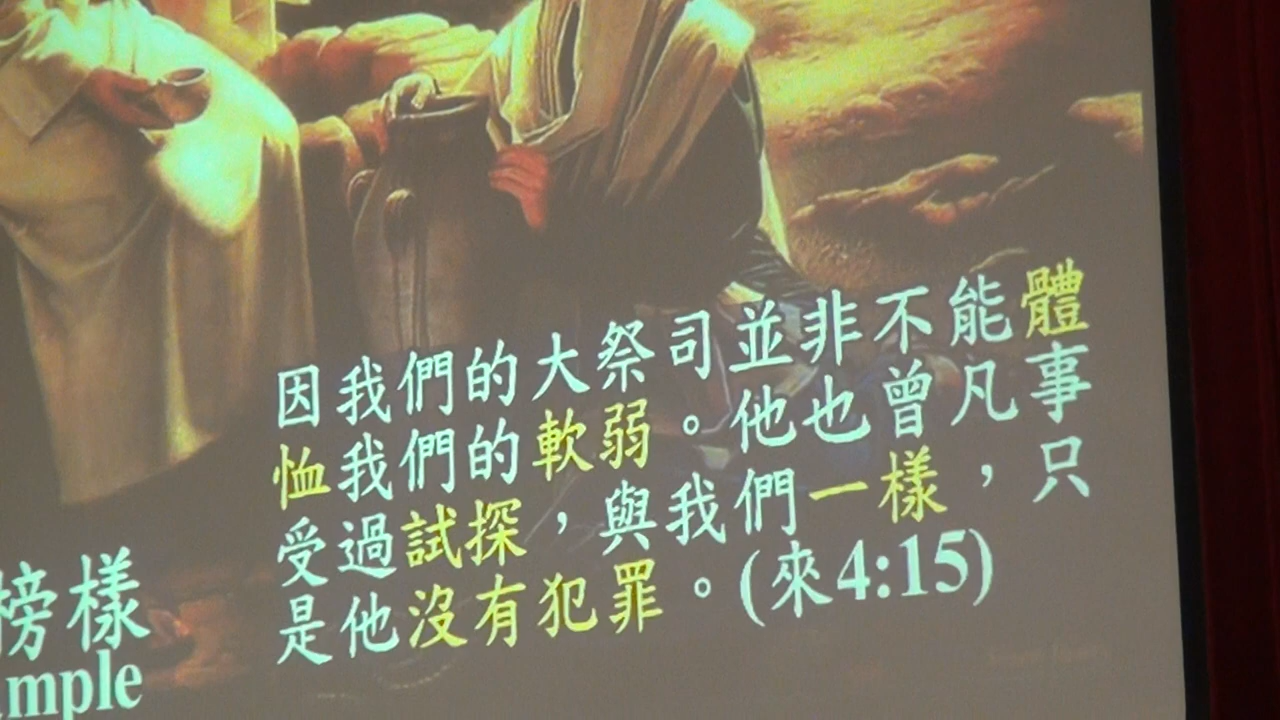 因我們的大祭司並非不能體
恤我們的軟弱。他也曾凡事
受過試探，與我們一樣，只
是他沒有犯罪。(來4:15)
榜樣
mple